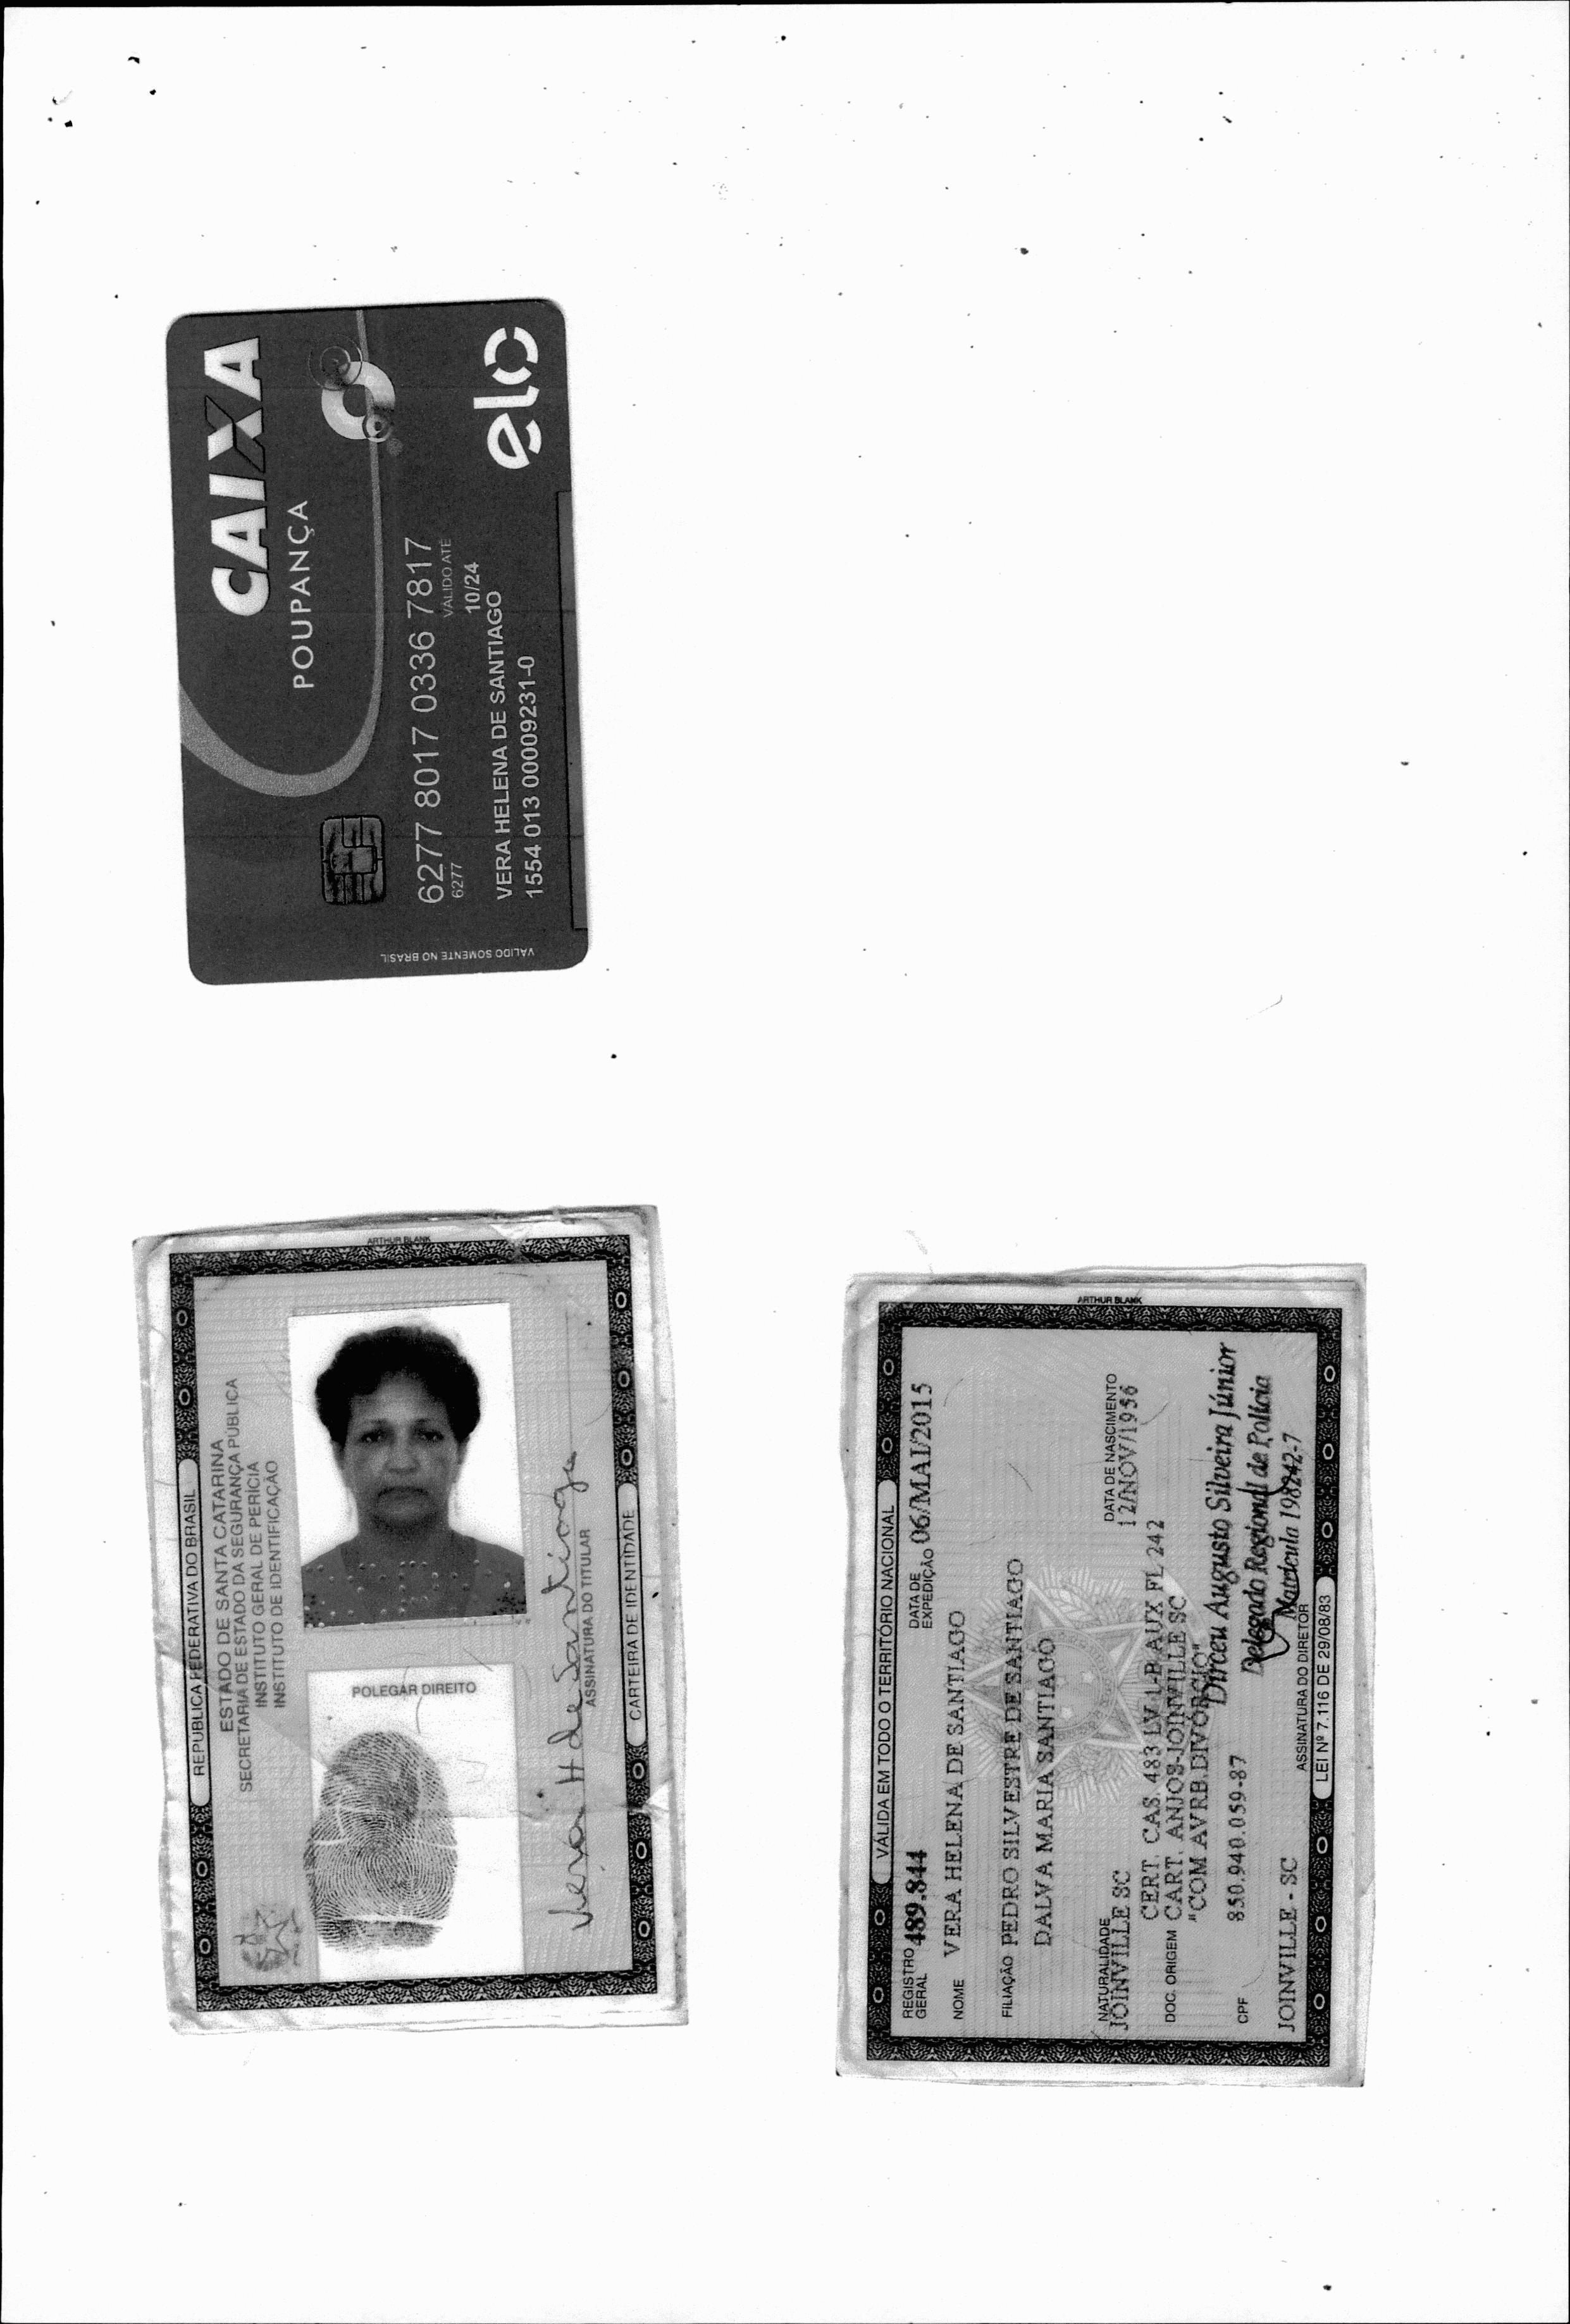 CAIXA
POUPANÇA
6277 8017 0336 7817
6277
VALIDO ATÉ
10/24
VERA HELENA DE SANTIAGO
1554 013 00009231-0
elo
VALIDO SOMENTE NO BRASIL
ARTHUR BLANK
REPÚBLICA FEDERATIVA DO BRASIL
ESTADO DE SANTA CATARINA
SECRETARIA DE ESTADO DA SEGURANÇA PÚBLICA
INSTITUTO GERAL DE PERÍCIA
INSTITUTO DE IDENTIFICAÇÃO
POLEGAR DIREITO
Vera H de Santiago
ASSINATURA DO TITULAR
CARTEIRA DE IDENTIDADE
ARTHUR BLANK
VÁLIDA EM TODO O TERRITÓRIO NACIONAL
REGISTRO GERAL 489.844 DATA DE EXPEDIÇÃO 06/MAI/2015
NOME VERA HELENA DE SANTIAGO
FILIAÇÃO PEDRO SILVESTRE DE SANTIAGO
DALVA MARIA SANTIAGO
NATURALIDADE DATA DE NASCIMENTO
JOINVILLE SC 12/NOV/1956
DOC. ORIGEM CERT. CAS. 483 LV 1-B AUX FL 242
CART. ANJOS-JOINVILLE SC
"COM AVRB.DIVÓRCIO"
CPF 850.940.059-87
Dirceu Augusto Silveira Júnior
Delegado Regional de Polícia
Matrícula 198242-7
JOINVILLE - SC
ASSINATURA DO DIRETOR
LEI Nº 7.116 DE 29/08/83